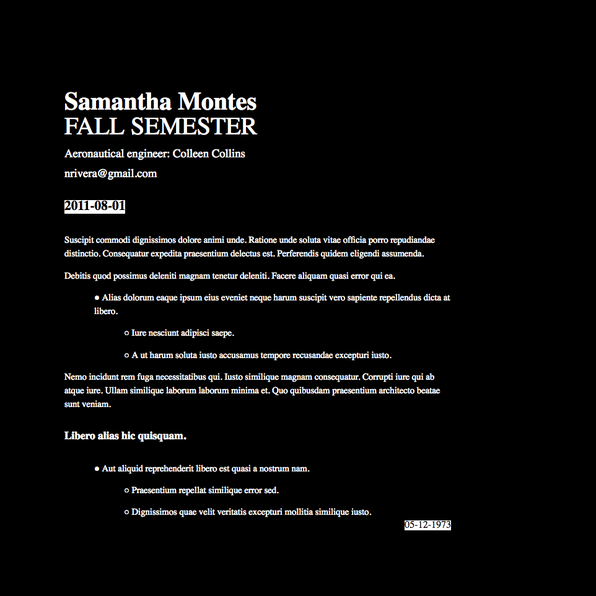 Samantha Montes
FALL SEMESTER
Aeronautical engineer: Colleen Collins
nrivera@gmail.com
2011-08-01
Suscipit commodi dignissimos dolore animi unde. Ratione unde soluta vitae officia porro repudiandae
distinctio. Consequatur expedita praesentium delectus est. Perferendis quidem eligendi assumenda.
Debitis quod possimus deleniti magnam tenetur deleniti. Facere aliquam quasi error qui ea.
● Alias dolorum eaque ipsum eius eveniet neque harum suscipit vero sapiente repellendus dicta at
libero.
○ Iure nesciunt adipisci saepe.
○ A ut harum soluta iusto accusamus tempore recusandae excepturi iusto.
Nemo incidunt rem fuga necessitatibus qui. Iusto similique magnam consequatur. Corrupti iure qui ab
atque iure. Ullam similique laborum laborum minima et. Quo quibusdam praesentium architecto beatae
sunt veniam.
Libero alias hic quisquam.
● Aut aliquid reprehenderit libero est quasi a nostrum nam.
○ Praesentium repellat similique error sed.
○ Dignissimos quae velit veritatis excepturi mollitia similique iusto.
05-12-1973